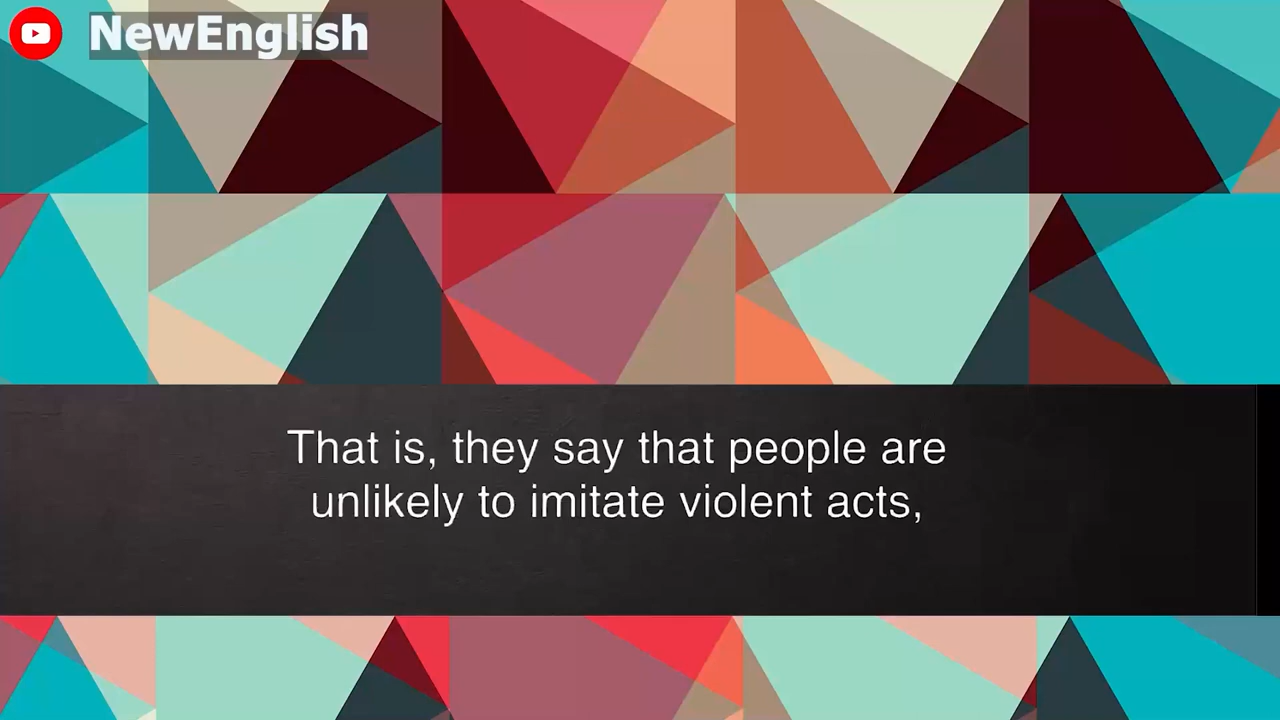 NewEnglish
That is, they say that people are
unlikely to imitate violent acts,